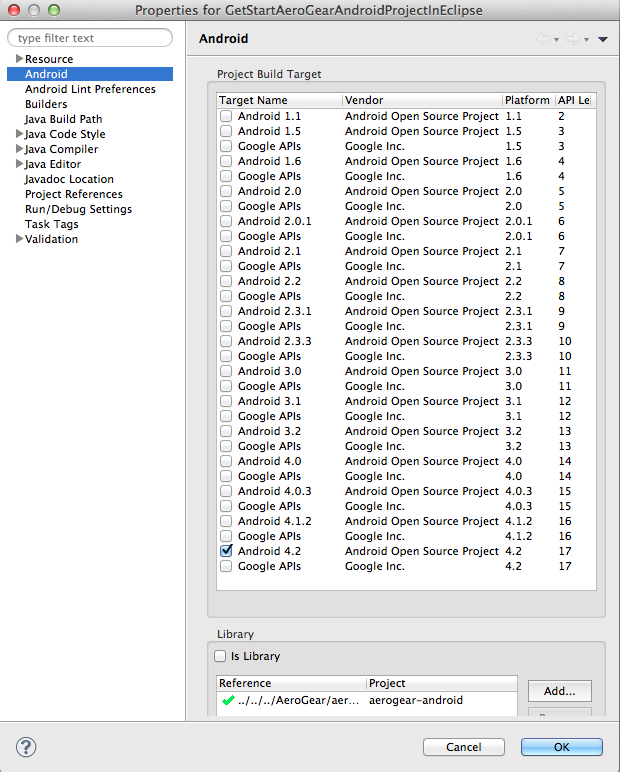 Properties for GetStartAeroGearAndroidProjectInEclipse
type filter text
Resource
Android
Android Lint Preferences
Builders
Java Build Path
Java Code Style
Java Compiler
Java Editor
Javadoc Location
Project References
Run/Debug Settings
Task Tags
Validation
Android
Project Build Target
Target Name Vendor Platform API Le
Android 1.1 Android Open Source Project 1.1 2
Android 1.5 Android Open Source Project 1.5 3
Google APIs Google Inc. 1.5 3
Android 1.6 Android Open Source Project 1.6 4
Google APIs Google Inc. 1.6 4
Android 2.0 Android Open Source Project 2.0 5
Google APIs Google Inc. 2.0 5
Android 2.0.1 Android Open Source Project 2.0.1 6
Google APIs Google Inc. 2.0.1 6
Android 2.1 Android Open Source Project 2.1 7
Google APIs Google Inc. 2.1 7
Android 2.2 Android Open Source Project 2.2 8
Google APIs Google Inc. 2.2 8
Android 2.3.1 Android Open Source Project 2.3.1 9
Google APIs Google Inc. 2.3.1 9
Android 2.3.3 Android Open Source Project 2.3.3 10
Google APIs Google Inc. 2.3.3 10
Android 3.0 Android Open Source Project 3.0 11
Google APIs Google Inc. 3.0 11
Android 3.1 Android Open Source Project 3.1 12
Google APIs Google Inc. 3.1 12
Android 3.2 Android Open Source Project 3.2 13
Google APIs Google Inc. 3.2 13
Android 4.0 Android Open Source Project 4.0 14
Google APIs Google Inc. 4.0 14
Android 4.0.3 Android Open Source Project 4.0.3 15
Google APIs Google Inc. 4.0.3 15
Android 4.1.2 Android Open Source Project 4.1.2 16
Google APIs Google Inc. 4.1.2 16
Android 4.2 Android Open Source Project 4.2 17
Google APIs Google Inc. 4.2 17
Library
Is Library
Reference Project
../../../AeroGear/aer... aerogear-android
Add...
Cancel
OK